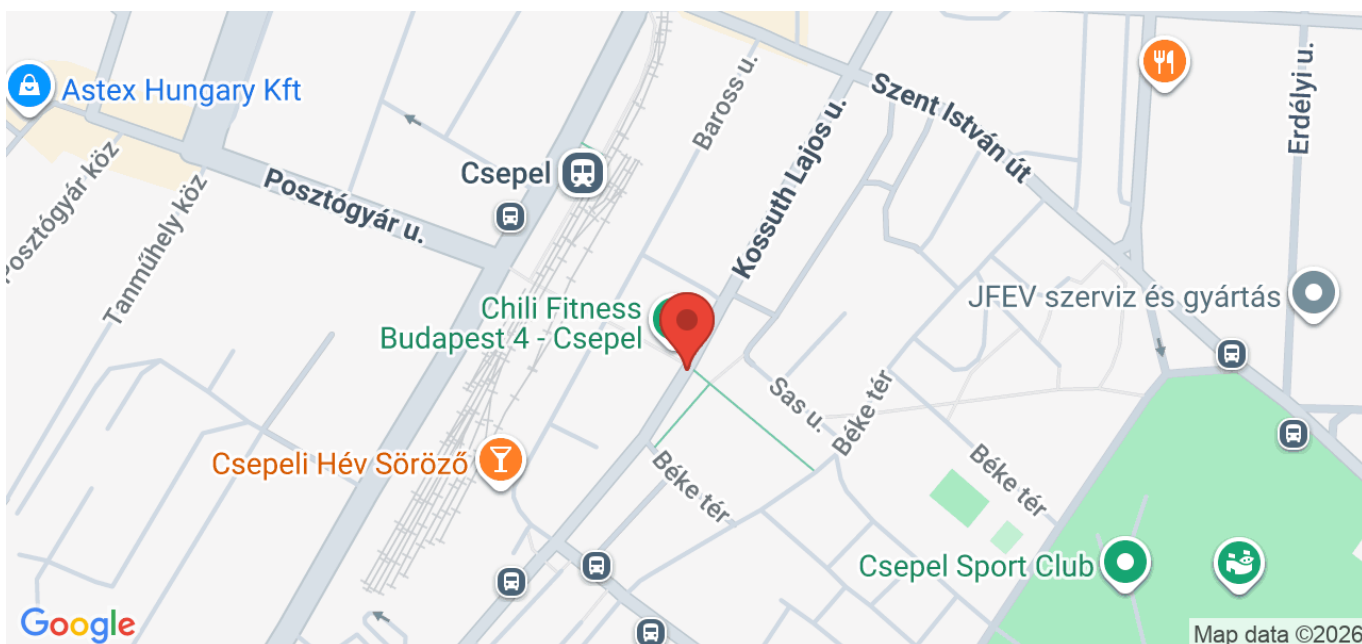 Astex Hungary Kft
Posztógyár köz
Tanműhely köz
Posztógyár u.
Csepel
Baross u.
Kossuth Lajos u.
Szent István út
Erdélyi u.
Chili Fitness
Budapest 4 - Csepel
JFEV szerviz és gyártás
Sas u.
Béke tér
Béke tér
Béke tér
Csepeli Hév Söröző
Csepel Sport Club
Google
Map data ©2026